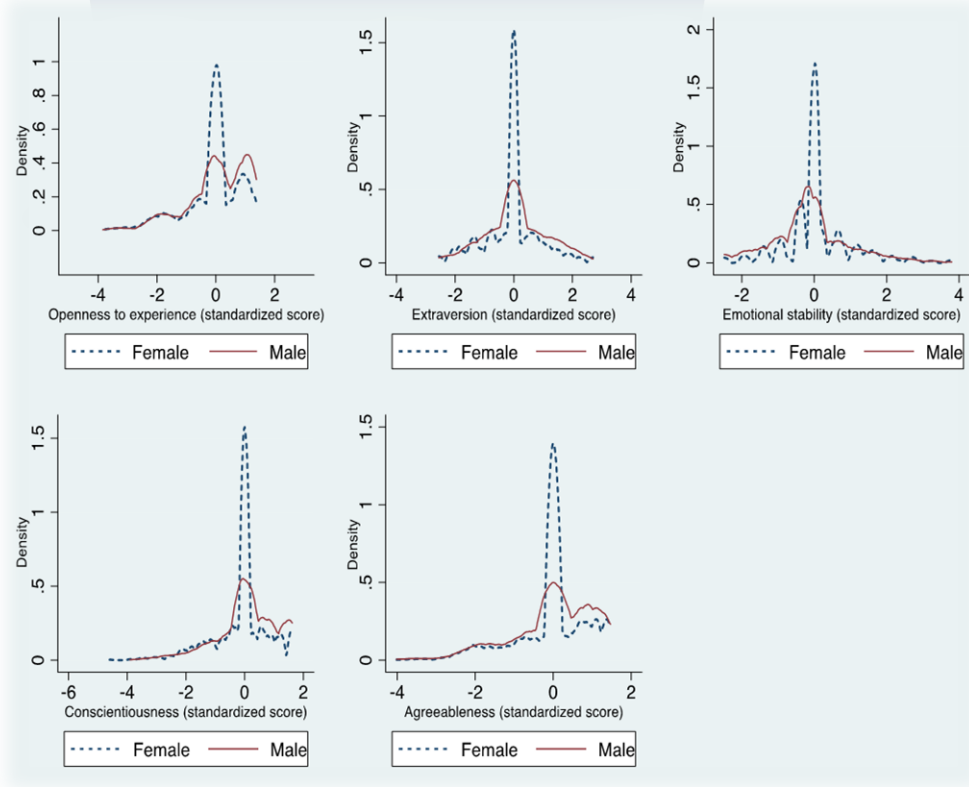 Density
1
.8
.6
.4
.2
0
-4 -2 0 2 4
Openness to experience (standardized score)
Female Male
Density
1.5
1
.5
0
-4 -2 0 2 4
Extraversion (standardized score)
Female Male
Density
2
1.5
1
.5
0
-2 0 2 4
Emotional stability (standardized score)
Female Male
Density
1.5
1
.5
0
-6 -4 -2 0 2
Conscientiousness (standardized score)
Female Male
Density
1.5
1
.5
0
-4 -2 0 2
Agreeableness (standardized score)
Female Male